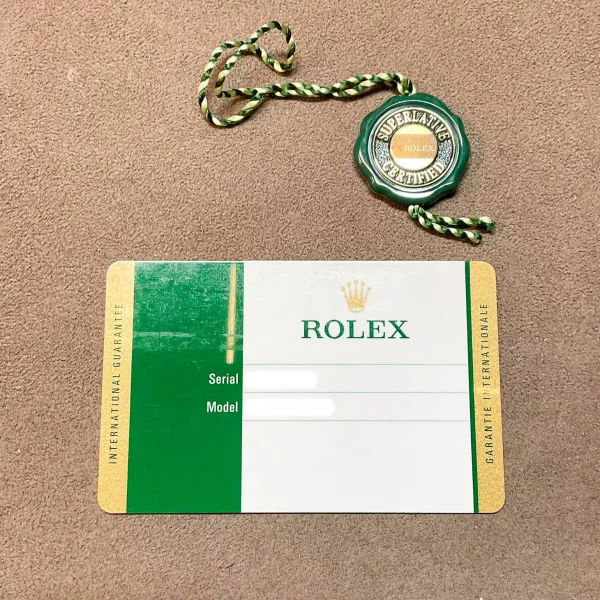 SUPERLATIVE
ROLEX
CERTIFIED
INTERNATIONAL GUARANTEE
ROLEX
Serial
Model
GARANTIE INTERNATIONALE